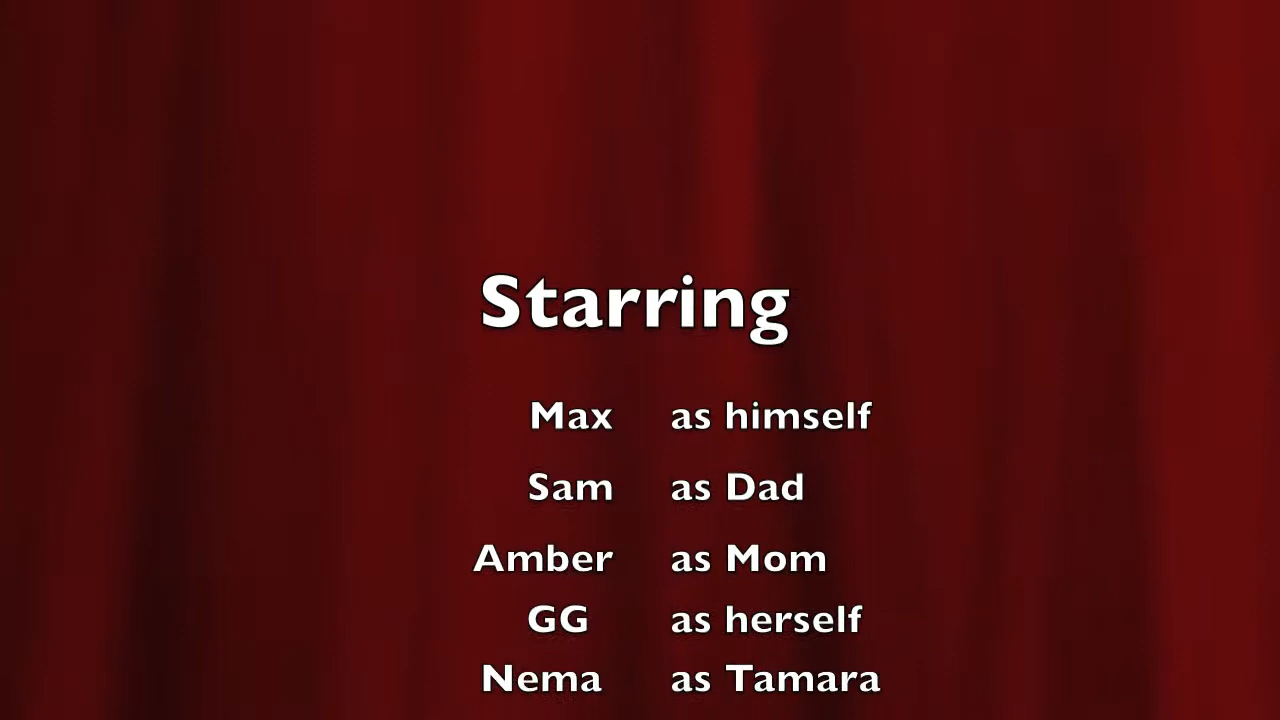 Starring
Max as himself
Sam as Dad
Amber as Mom
GG as herself
Nema as Tamara